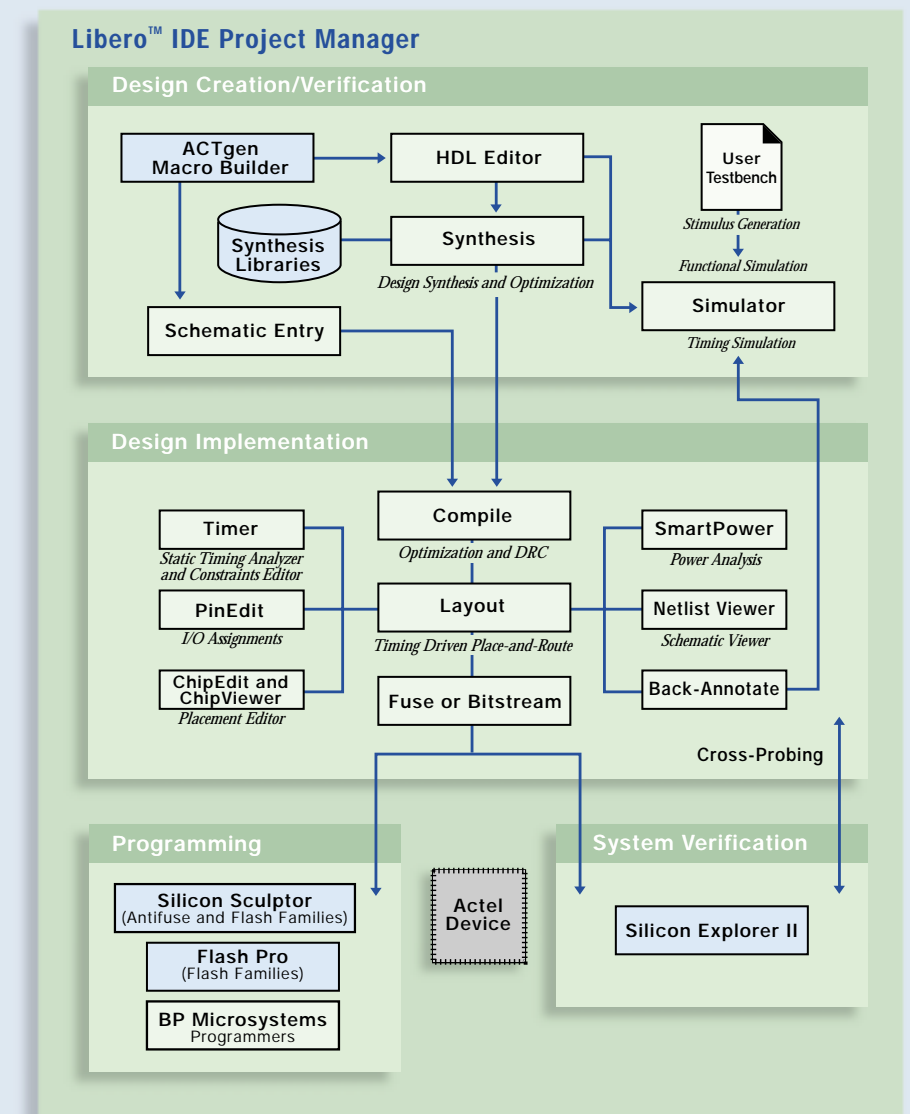 Libero™ IDE Project Manager
Design Creation/Verification
ACTgen
Macro Builder
HDL Editor
User
Testbench
Stimulus Generation
Synthesis
Libraries
Synthesis
Design Synthesis and Optimization
Functional Simulation
Simulator
Timing Simulation
Schematic Entry
Design Implementation
Timer
Static Timing Analyzer
and Constraints Editor
Compile
Optimization and DRC
SmartPower
Power Analysis
PinEdit
I/O Assignments
Layout
Timing Driven Place-and-Route
Netlist Viewer
Schematic Viewer
ChipEdit and
ChipViewer
Placement Editor
Fuse or Bitstream
Back-Annotate
Cross-Probing
Programming
Silicon Sculptor
(Antifuse and Flash Families)
Flash Pro
(Flash Families)
BP Microsystems
Programmers
Actel
Device
System Verification
Silicon Explorer II